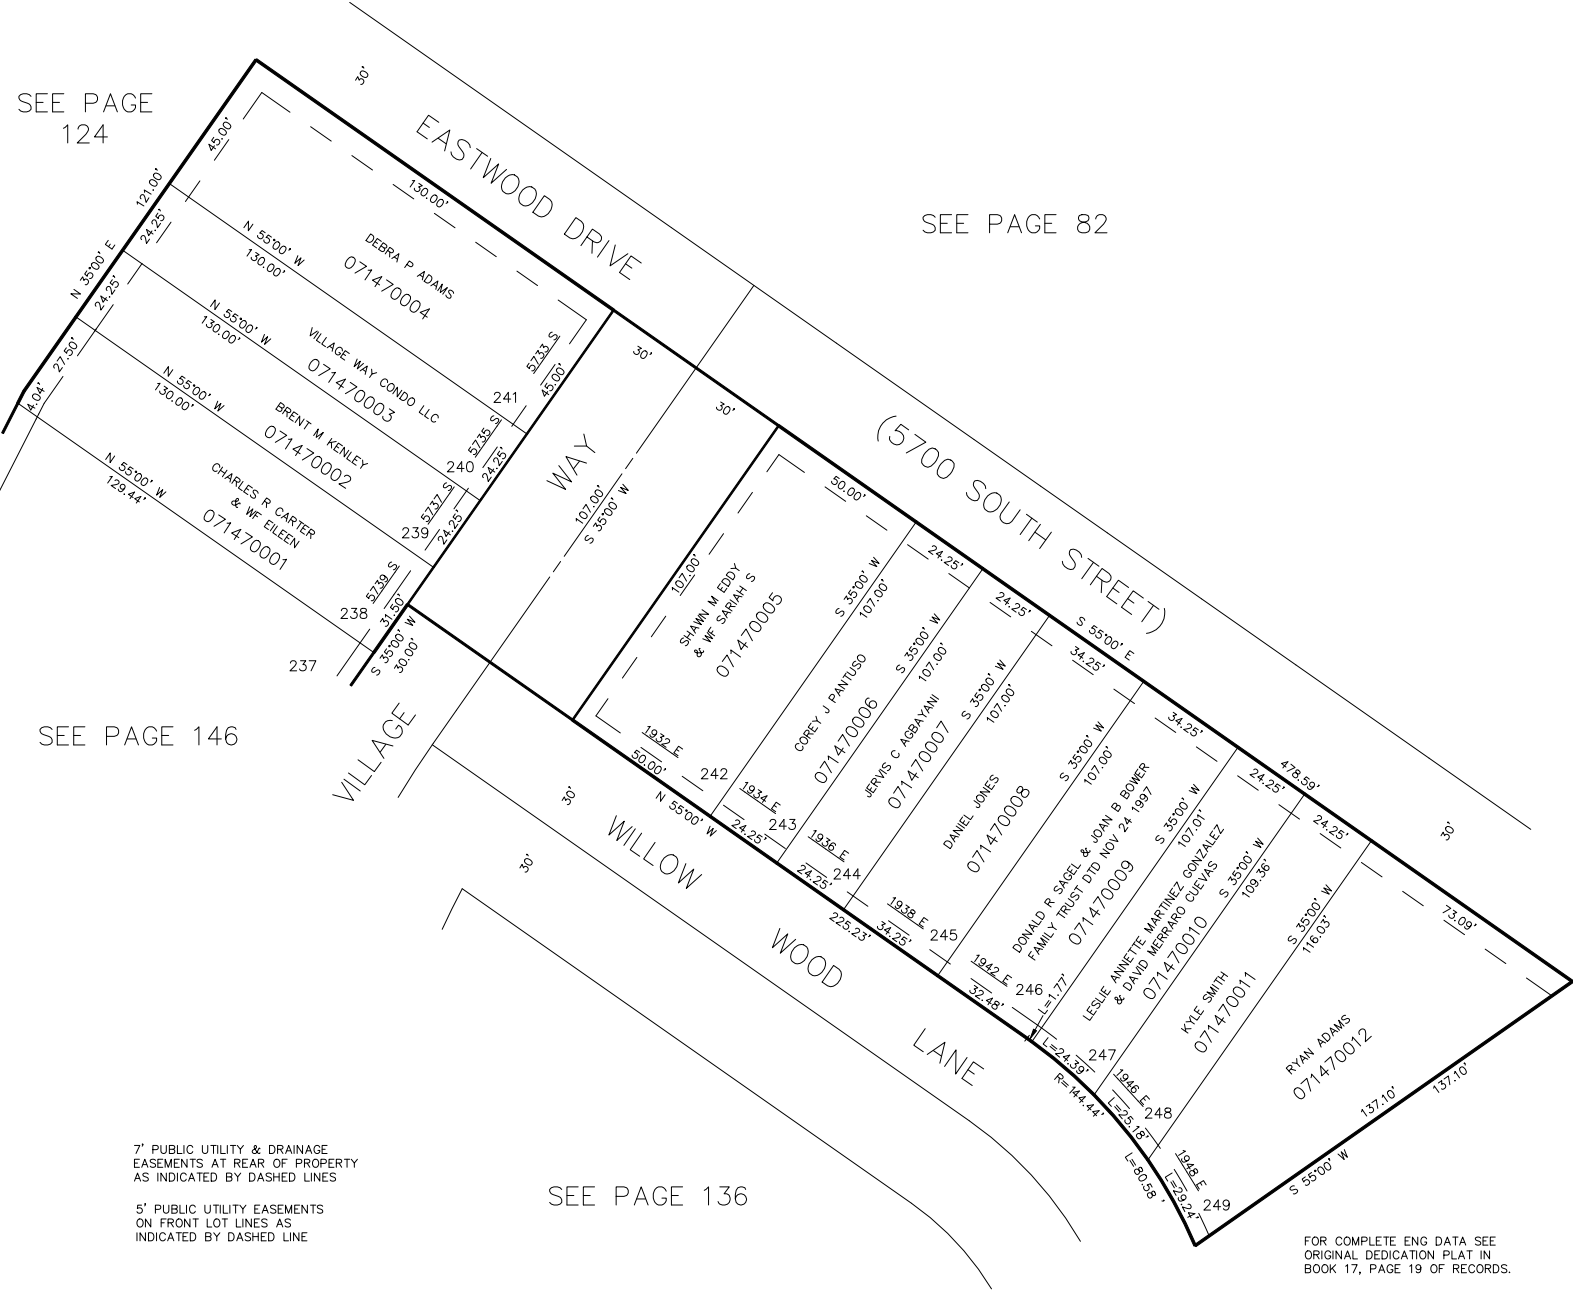 SEE PAGE
124
30'
EASTWOOD DRIVE
SEE PAGE 82
(5700 SOUTH STREET)
45.00'
121.00'
24.25'
N 35°00' E
24.25'
27.50'
4.04'
130.00'
DEBRA P ADAMS
071470004
N 55°00' W
130.00'
5733 S
45.00'
241
VILLAGE WAY CONDO LLC
071470003
N 55°00' W
130.00'
5735 S
24.25'
240
BRENT M KENLEY
071470002
N 55°00' W
130.00'
5737 S
24.25'
239
CHARLES R CARTER
& WF EILEEN
071470001
N 55°00' W
129.44'
5739 S
31.50'
238
237
S 35°00' W
30.00'
30'
30'
WAY
107.00'
S 35°00' W
VILLAGE
SEE PAGE 146
50.00'
107.00'
SHAWN M EDDY
& WF SARIAH S
071470005
S 35°00' W
107.00'
1932 E
50.00'
242
24.25'
COREY J PANTUSO
071470006
S 35°00' W
107.00'
1934 E
24.25'
243
N 55°00' W
24.25'
JERVIS C AGBAYANI
071470007
S 35°00' W
107.00'
1936 E
24.25'
244
225.23'
S 55°00' E
34.25'
DANIEL JONES
071470008
S 35°00' W
107.00'
1938 E
34.25'
245
34.25'
DONALD R SAGEL & JOAN B BOWER
FAMILY TRUST DTD NOV 24 1997
071470009
S 35°00' W
107.01'
1942 E
32.48'
246
L=1.77'
478.59'
24.25'
LESLIE ANNETTE MARTINEZ GONZALEZ
& DAVID MERRARO CUEVAS
071470010
S 35°00' W
109.36'
L=24.39'
247
R=144.44'
24.25'
KYLE SMITH
071470011
S 35°00' W
116.03'
1946 E
L=25.18'
248
L=80.58 '
30'
73.09'
RYAN ADAMS
071470012
1948 E
L=29.24'
249
137.10'
137.10'
S 55°00' W
30'
30'
WILLOW
WOOD
LANE
SEE PAGE 136
7' PUBLIC UTILITY & DRAINAGE
EASEMENTS AT REAR OF PROPERTY
AS INDICATED BY DASHED LINES
5' PUBLIC UTILITY EASEMENTS
ON FRONT LOT LINES AS
INDICATED BY DASHED LINE
FOR COMPLETE ENG DATA SEE
ORIGINAL DEDICATION PLAT IN
BOOK 17, PAGE 19 OF RECORDS.